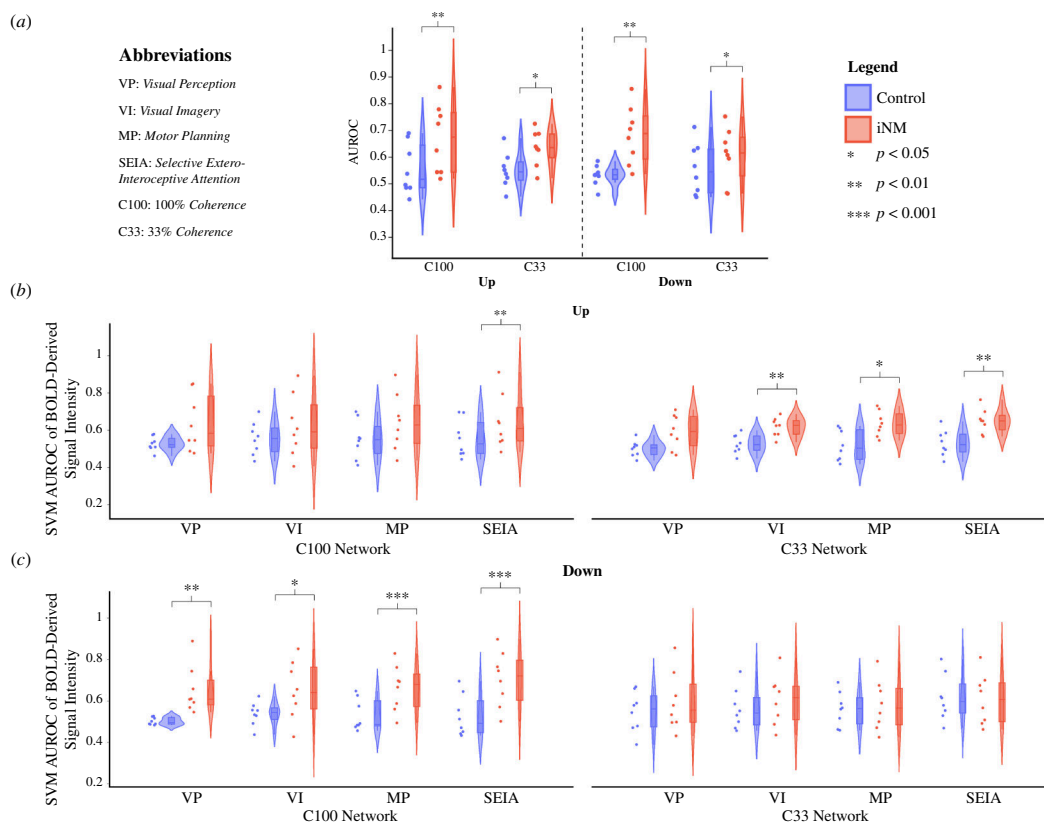 (a)
Abbreviations
VP: Visual Perception
VI: Visual Imagery
MP: Motor Planning
SEIA: Selective Extero-
Interoceptive Attention
C100: 100% Coherence
C33: 33% Coherence
AUROC
1
0.9
0.8
0.7
0.6
0.5
0.4
0.3
**
*
**
*
C100
C33
C100
C33
Up
Down
Legend
Control
iNM
* p < 0.05
** p < 0.01
*** p < 0.001
(b)
Up
SVM AUROC of BOLD-Derived
Signal Intensity
1
0.8
0.6
0.4
0.2
**
**
*
**
VP
VI
MP
SEIA
VP
VI
MP
SEIA
C100 Network
C33 Network
(c)
Down
SVM AUROC of BOLD-Derived
Signal Intensity
1
0.8
0.6
0.4
0.2
**
*
***
***
VP
VI
MP
SEIA
VP
VI
MP
SEIA
C100 Network
C33 Network